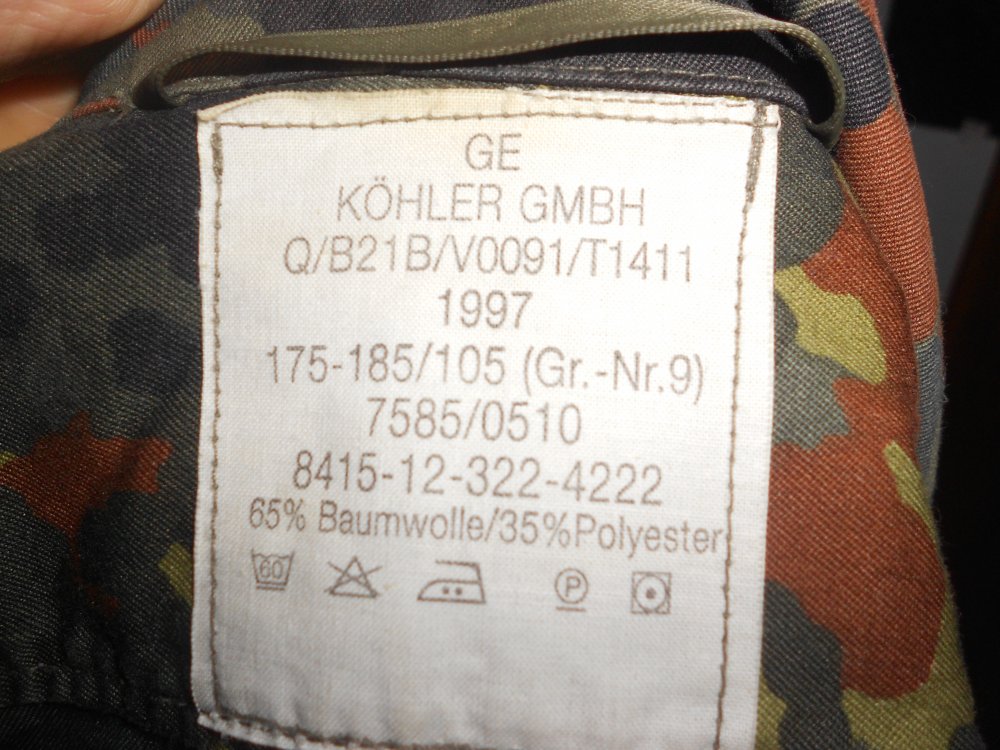 GE
KÖHLER GMBH
Q/B21B/V0091/T1411
1997
175-185/105 (Gr.-Nr.9)
7585/0510
8415-12-322-4222
65% Baumwolle/35%Polyester
60 P